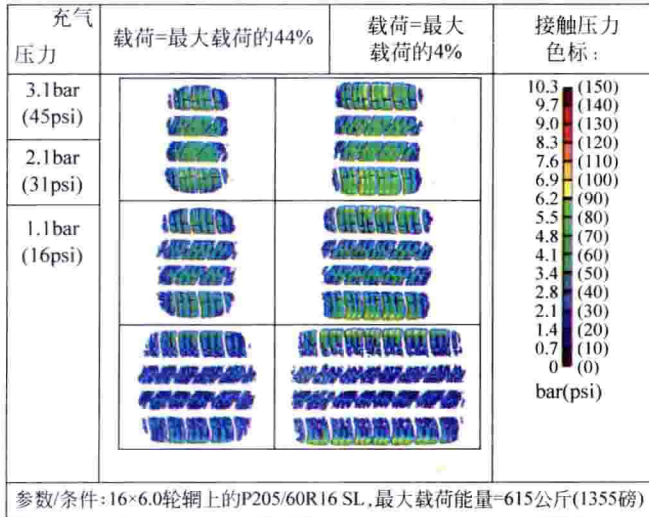 充气
压力
载荷=最大载荷的44%
载荷=最大
载荷的4%
接触压力
色标:
3.1bar
(45psi)
2.1bar
(31psi)
1.1bar
(16psi)
10.3 (150)
9.7 (140)
9.0 (130)
8.3 (120)
7.6 (110)
6.9 (100)
6.2 (90)
5.5 (80)
4.8 (70)
4.1 (60)
3.4 (50)
2.8 (40)
2.1 (30)
1.4 (20)
0.7 (10)
0 (0)
bar(psi)
参数/条件:16×6.0轮辋上的P205/60R16 SL,最大载荷能量=615公斤(1355磅)